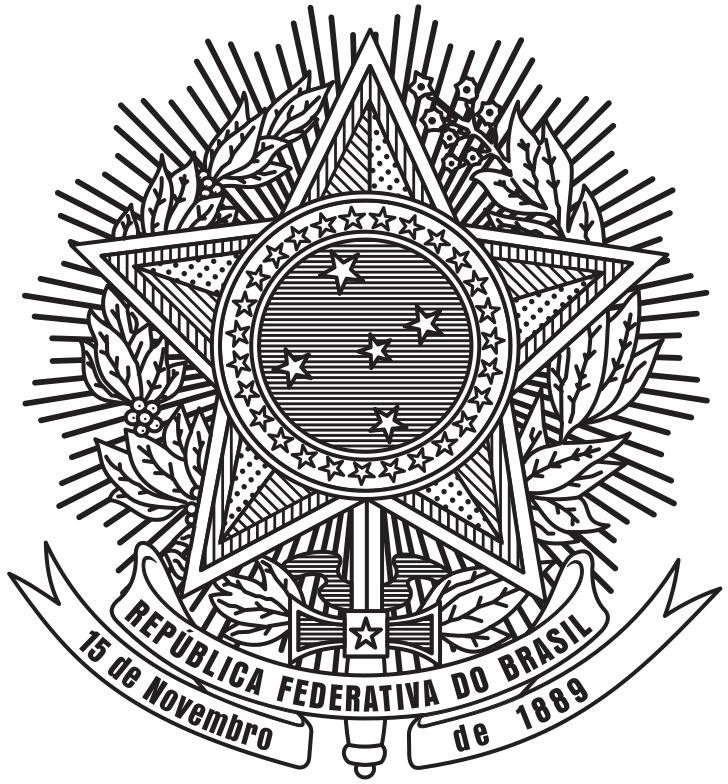 REPÚBLICA FEDERATIVA DO BRASIL
15 de Novembro de 1889